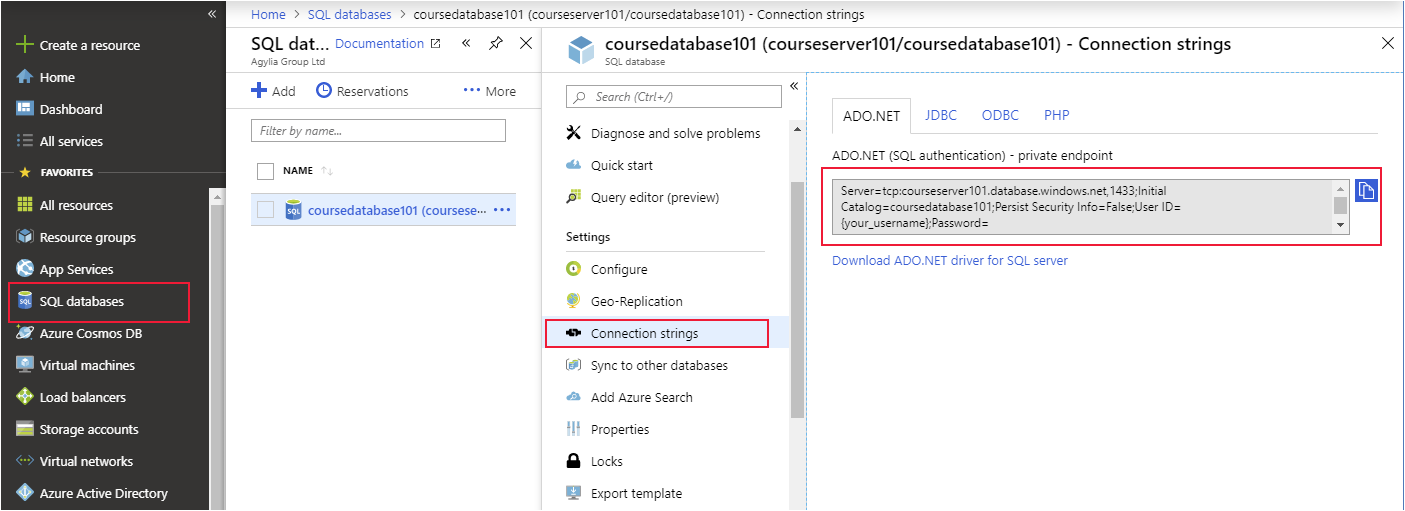 «
Create a resource
Home
Dashboard
All services
FAVORITES
All resources
Resource groups
App Services
SQL databases
Azure Cosmos DB
Virtual machines
Load balancers
Storage accounts
Virtual networks
Azure Active Directory
Home > SQL databases > coursedatabase101 (courseserver101/coursedatabase101) - Connection strings
SQL dat... Documentation «
Agylia Group Ltd
Add Reservations ••• More
Filter by name...
NAME ↑↓
SQL coursedatabase101 (coursese··· •••
coursedatabase101 (courseserver101/coursedatabase101) - Connection strings
SQL database
Search (Ctrl+/) «
Diagnose and solve problems
Quick start
Query editor (preview)
Settings
Configure
Geo-Replication
Connection strings
Sync to other databases
Add Azure Search
Properties
Locks
Export template
ADO.NET JDBC ODBC PHP
ADO.NET (SQL authentication) - private endpoint
Server=tcp:courseserver101.database.windows.net,1433;Initial
Catalog=coursedatabase101;Persist Security Info=False;User ID=
{your_username};Password=
Download ADO.NET driver for SQL server